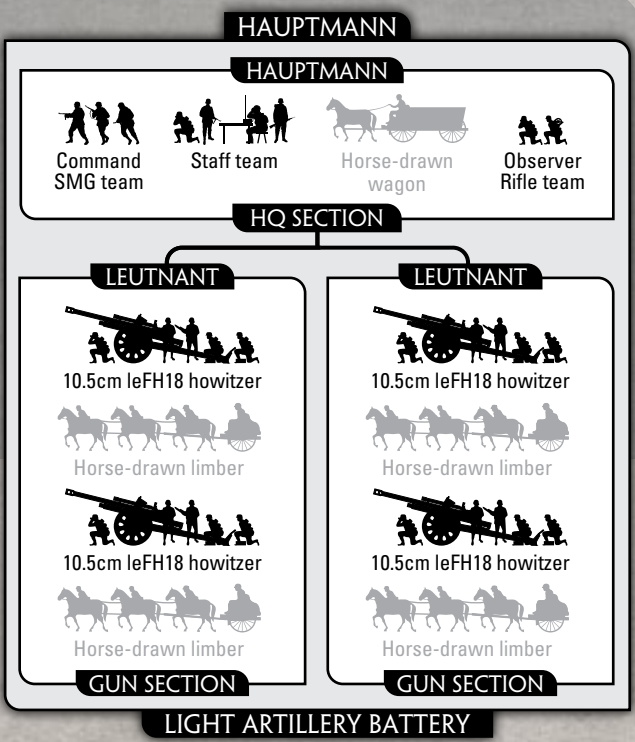 HAUPTMANN
HAUPTMANN
Command
SMG team
Staff team
Horse-drawn
wagon
Observer
Rifle team
HQ SECTION
LEUTNANT
10.5cm leFH18 howitzer
Horse-drawn limber
10.5cm leFH18 howitzer
Horse-drawn limber
GUN SECTION
LEUTNANT
10.5cm leFH18 howitzer
Horse-drawn limber
10.5cm leFH18 howitzer
Horse-drawn limber
GUN SECTION
LIGHT ARTILLERY BATTERY